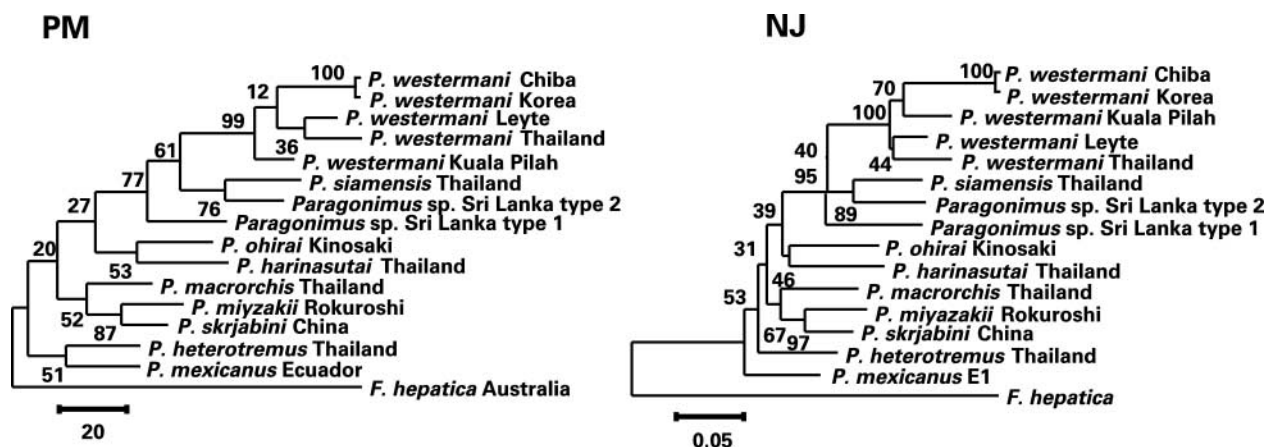 PM
100
P. westermani Chiba
12
P. westermani Korea
P. westermani Leyte
99
P. westermani Thailand
36
61
P. westermani Kuala Pilah
77
P. siamensis Thailand
Paragonimus sp. Sri Lanka type 2
76
27
Paragonimus sp. Sri Lanka type 1
20
P. ohirai Kinosaki
P. harinasutai Thailand
53
P. macrorchis Thailand
P. miyzakii Rokuroshi
52
87
P. skrjabini China
P. heterotremus Thailand
51
P. mexicanus Ecuador
F. hepatica Australia
20
NJ
100
P. westermani Chiba
70
P. westermani Korea
100
P. westermani Kuala Pilah
P. westermani Leyte
40
44
P. westermani Thailand
95
P. siamensis Thailand
Paragonimus sp. Sri Lanka type 2
39
89
Paragonimus sp. Sri Lanka type 1
31
P. ohirai Kinosaki
P. harinasutai Thailand
46
P. macrorchis Thailand
53
P. miyazakii Rokuroshi
67
97
P. skrjabini China
P. heterotremus Thailand
P. mexicanus E1
F. hepatica
0.05